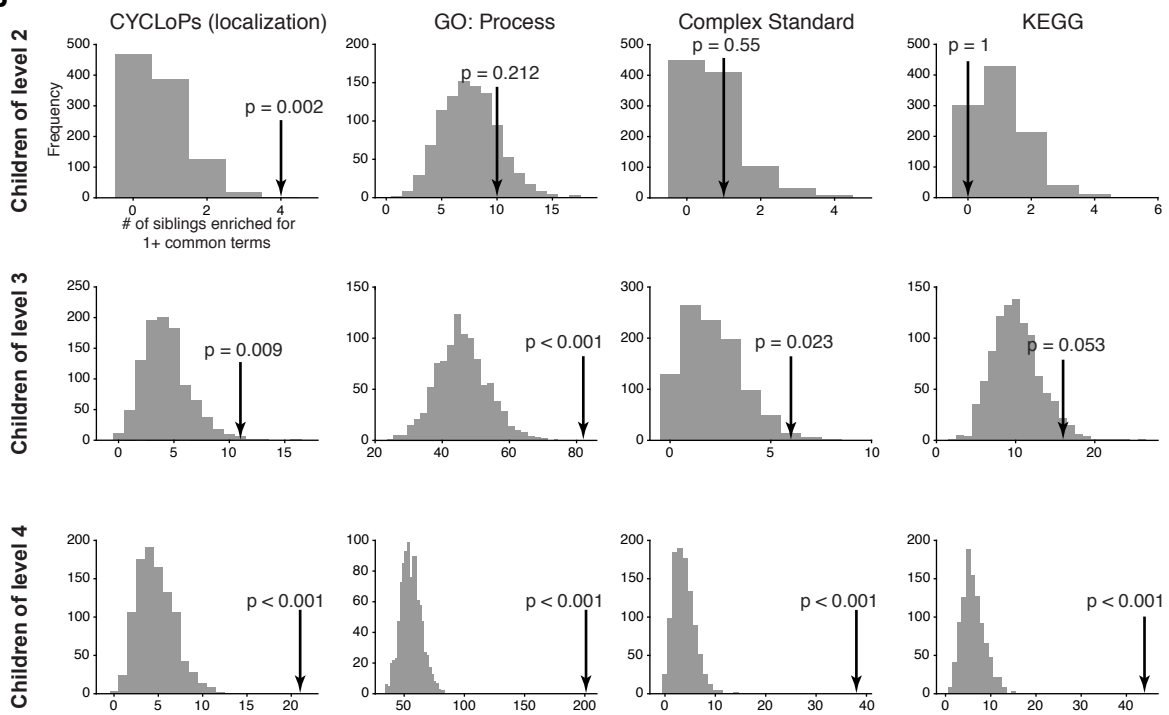 CYCLoPs (localization)
GO: Process
Complex Standard
KEGG
Children of level 2
Frequency
500
400
300
200
100
0
p = 0.002
0 2 4
# of siblings enriched for
1+ common terms
200
150
100
50
0
p = 0.212
0 5 10 15
500
400
300
200
100
0
p = 0.55
0 2 4
500
400
300
200
100
0
p = 1
0 2 4 6
Children of level 3
250
200
150
100
50
0
p = 0.009
0 5 10 15
150
100
50
0
p < 0.001
20 40 60 80
300
200
100
0
p = 0.023
0 5 10
150
100
50
0
p = 0.053
0 10 20
Children of level 4
200
150
100
50
0
p < 0.001
0 5 10 15 20
100
80
60
40
20
0
p < 0.001
50 100 150 200
200
150
100
50
0
p < 0.001
0 10 20 30 40
200
150
100
50
0
p < 0.001
0 10 20 30 40